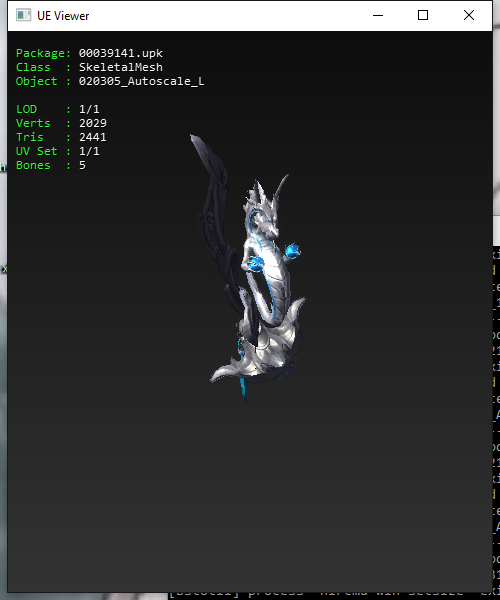 UE Viewer
Package: 00039141.upk
Class : SkeletalMesh
Object : 020305_Autoscale_L
LOD : 1/1
Verts : 2029
Tris : 2441
UV Set : 1/1
Bones : 5